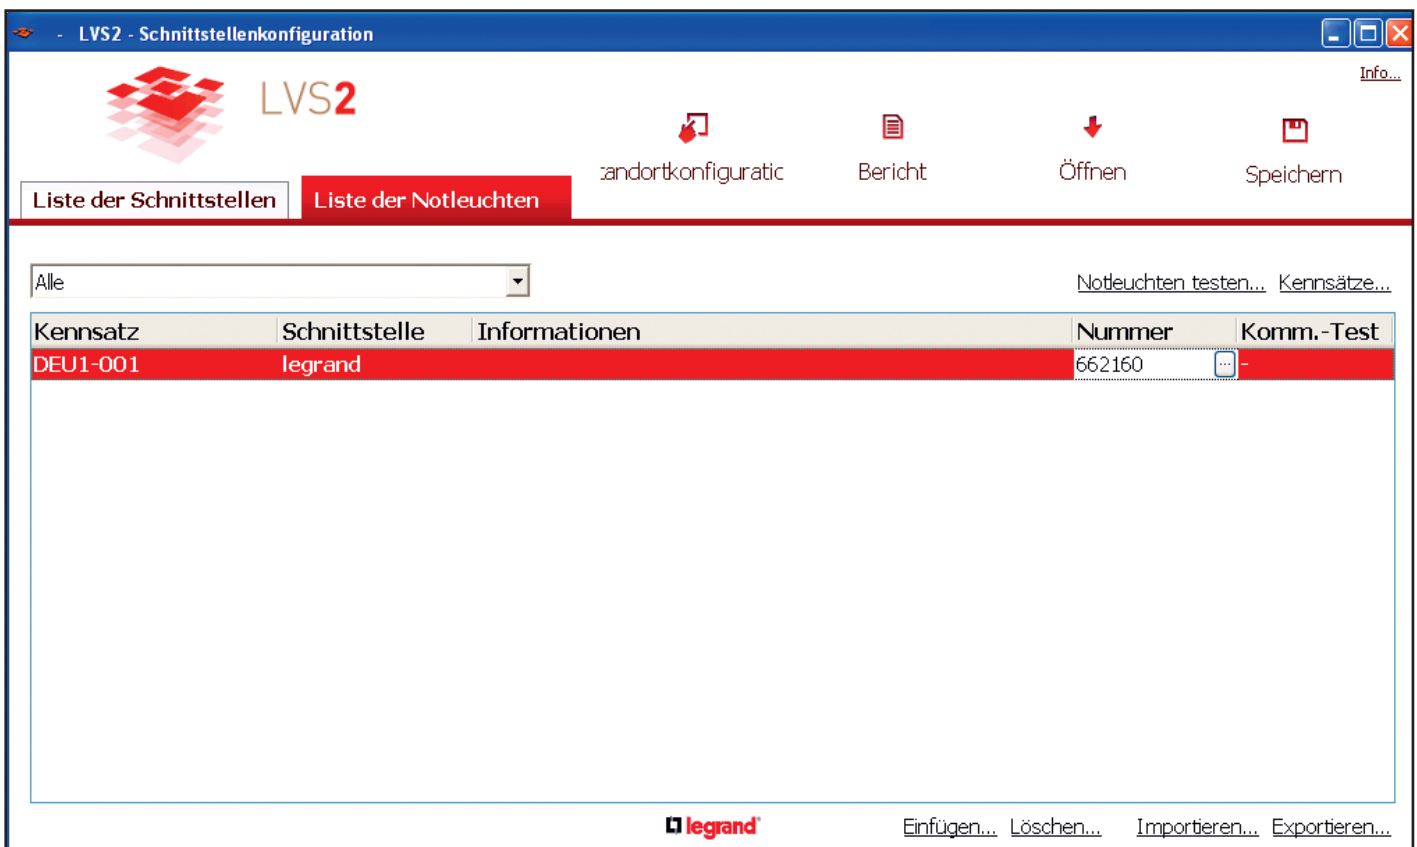 - LVS2 - Schnittstellenkonfiguration
Info...
LVS2
:andortkonfiguratic
Bericht
Öffnen
Speichern
Liste der Schnittstellen
Liste der Notleuchten
Alle
Notleuchten testen... Kennsätze...
Kennsatz Schnittstelle Informationen Nummer Komm.-Test
DEU1-001 legrand 662160 ... -
legrand
Einfügen... Löschen... Importieren... Exportieren...